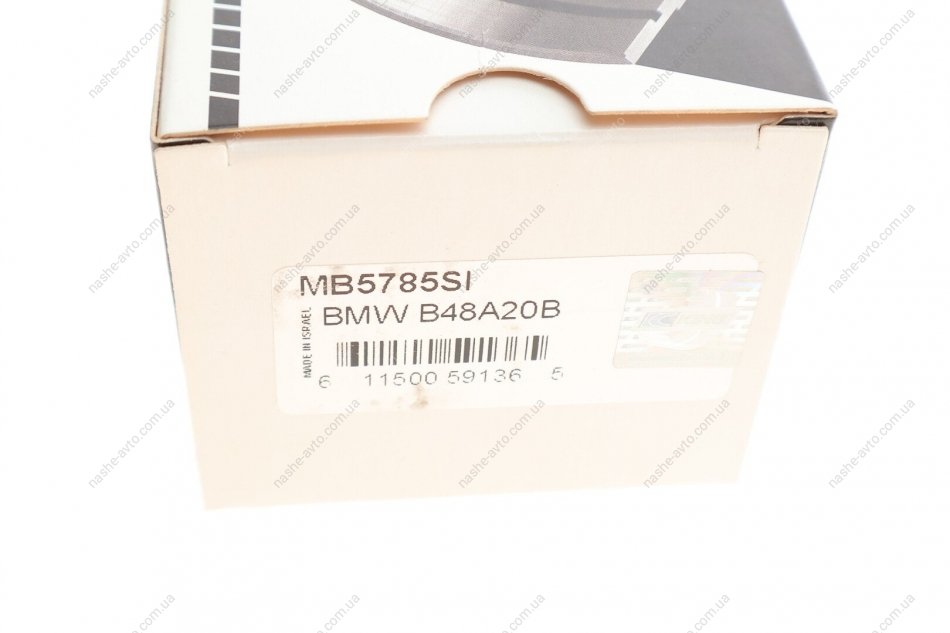 MB5785SI
BMW B48A20B
MADE IN ISRAEL
6 11500 59136 5
nashe-avto.com.ua